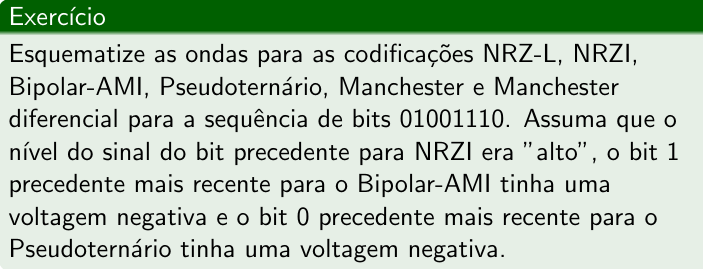 Exercício
Esquematize as ondas para as codificações NRZ-L, NRZI,
Bipolar-AMI, Pseudoternário, Manchester e Manchester
diferencial para a sequência de bits 01001110. Assuma que o
nível do sinal do bit precedente para NRZI era ”alto”, o bit 1
precedente mais recente para o Bipolar-AMI tinha uma
voltagem negativa e o bit 0 precedente mais recente para o
Pseudoternário tinha uma voltagem negativa.